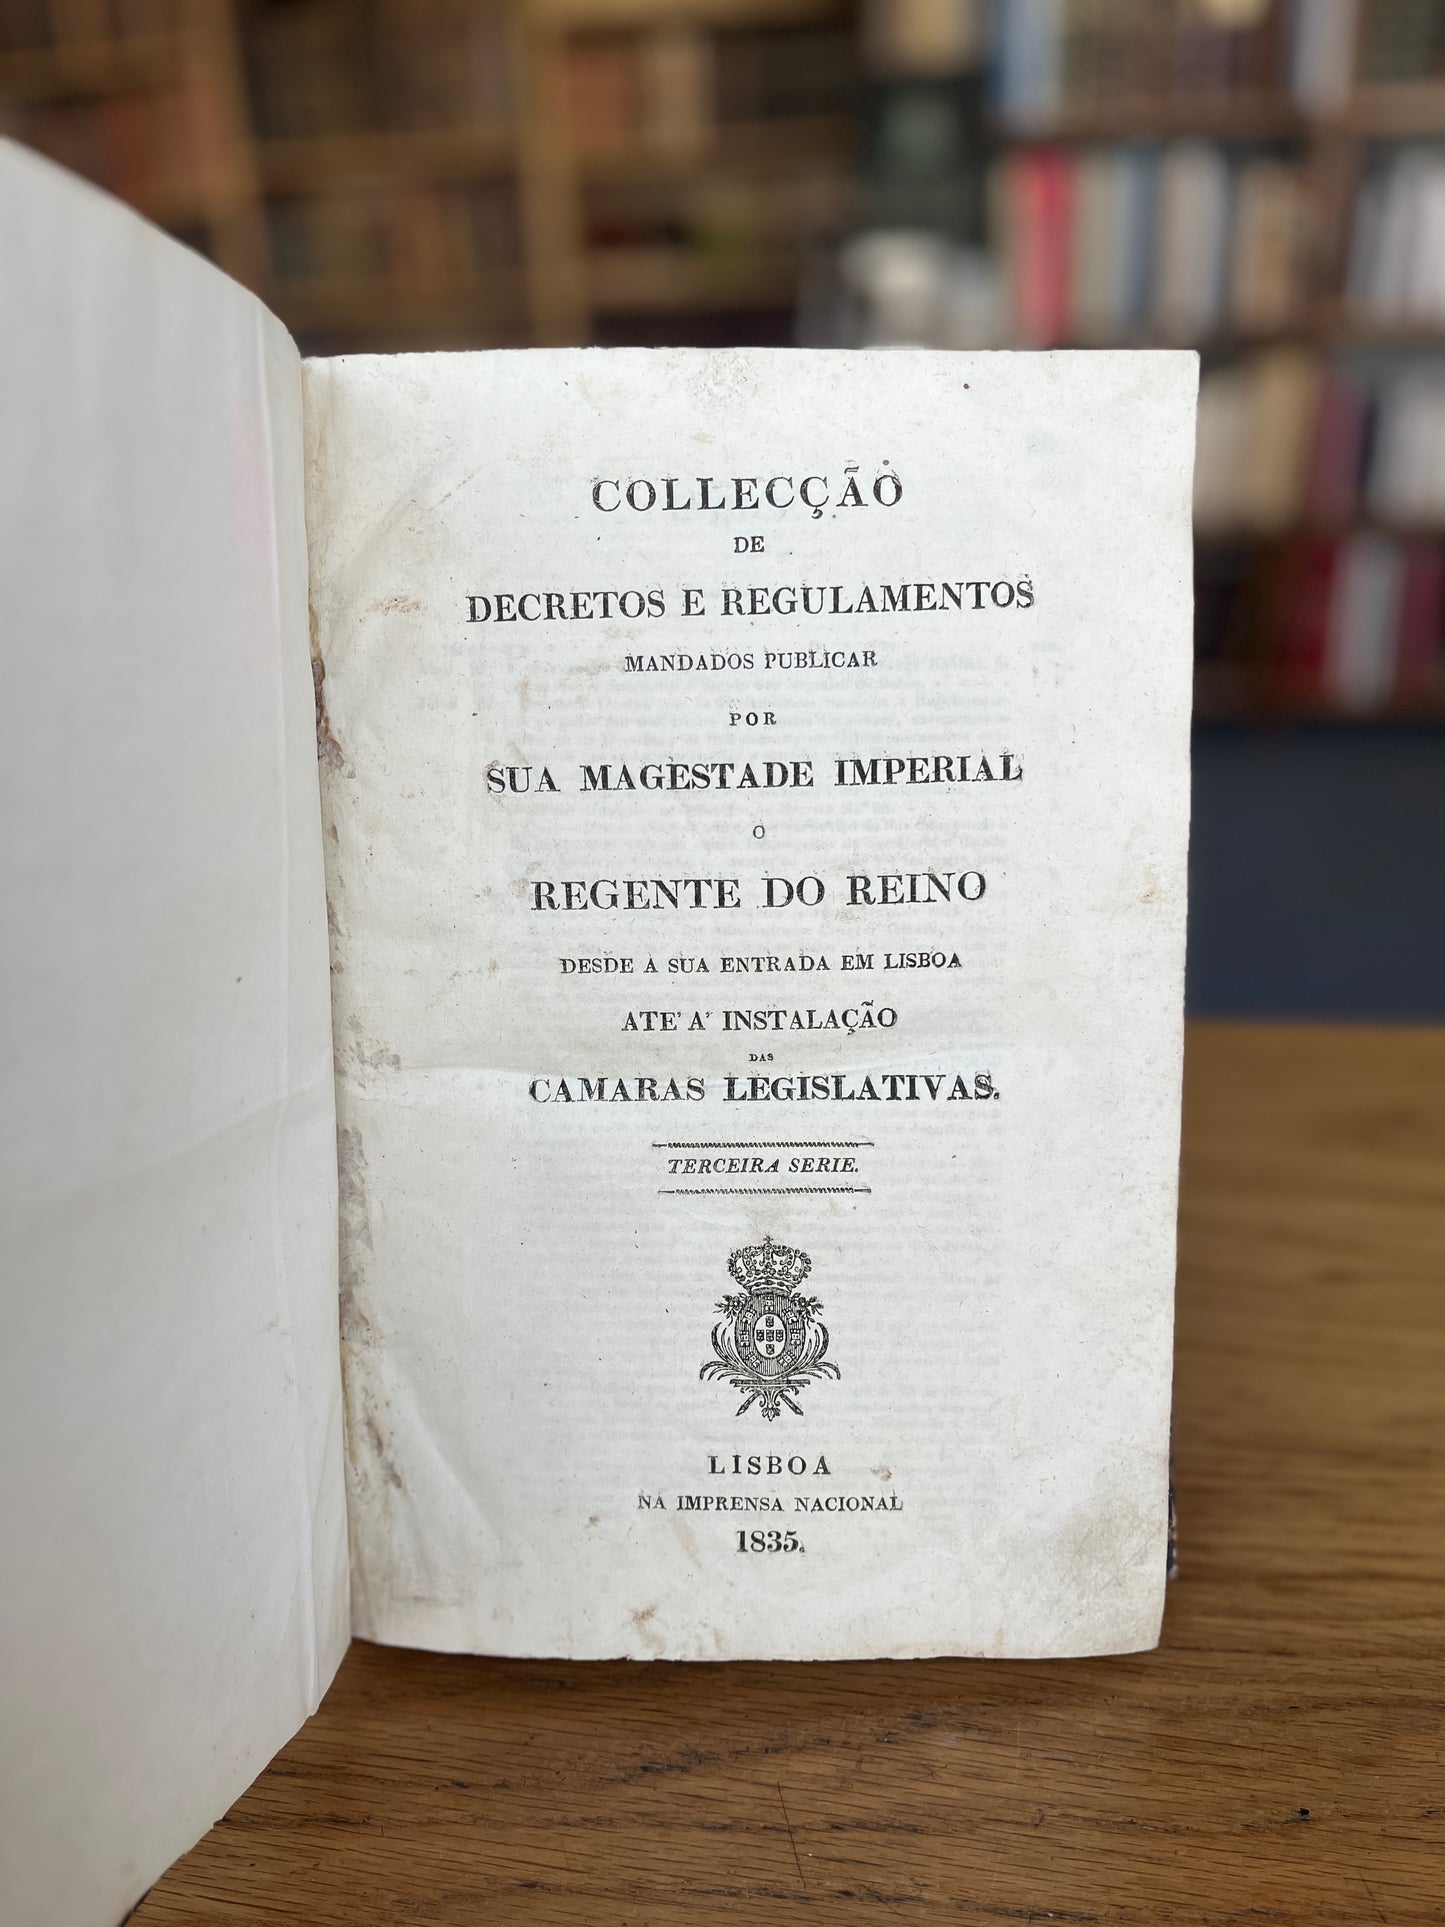 COLLECÇÃO
DE
DECRETOS E REGULAMENTOS
MANDADOS PUBLICAR
POR
SUA MAGESTADE IMPERIAL
O
REGENTE DO REINO
DESDE A SUA ENTRADA EM LISBOA
ATE' A' INSTALAÇÃO
DAS
CAMARAS LEGISLATIVAS.
TERCEIRA SERIE.
LISBOA
NA IMPRENSA NACIONAL
1835.